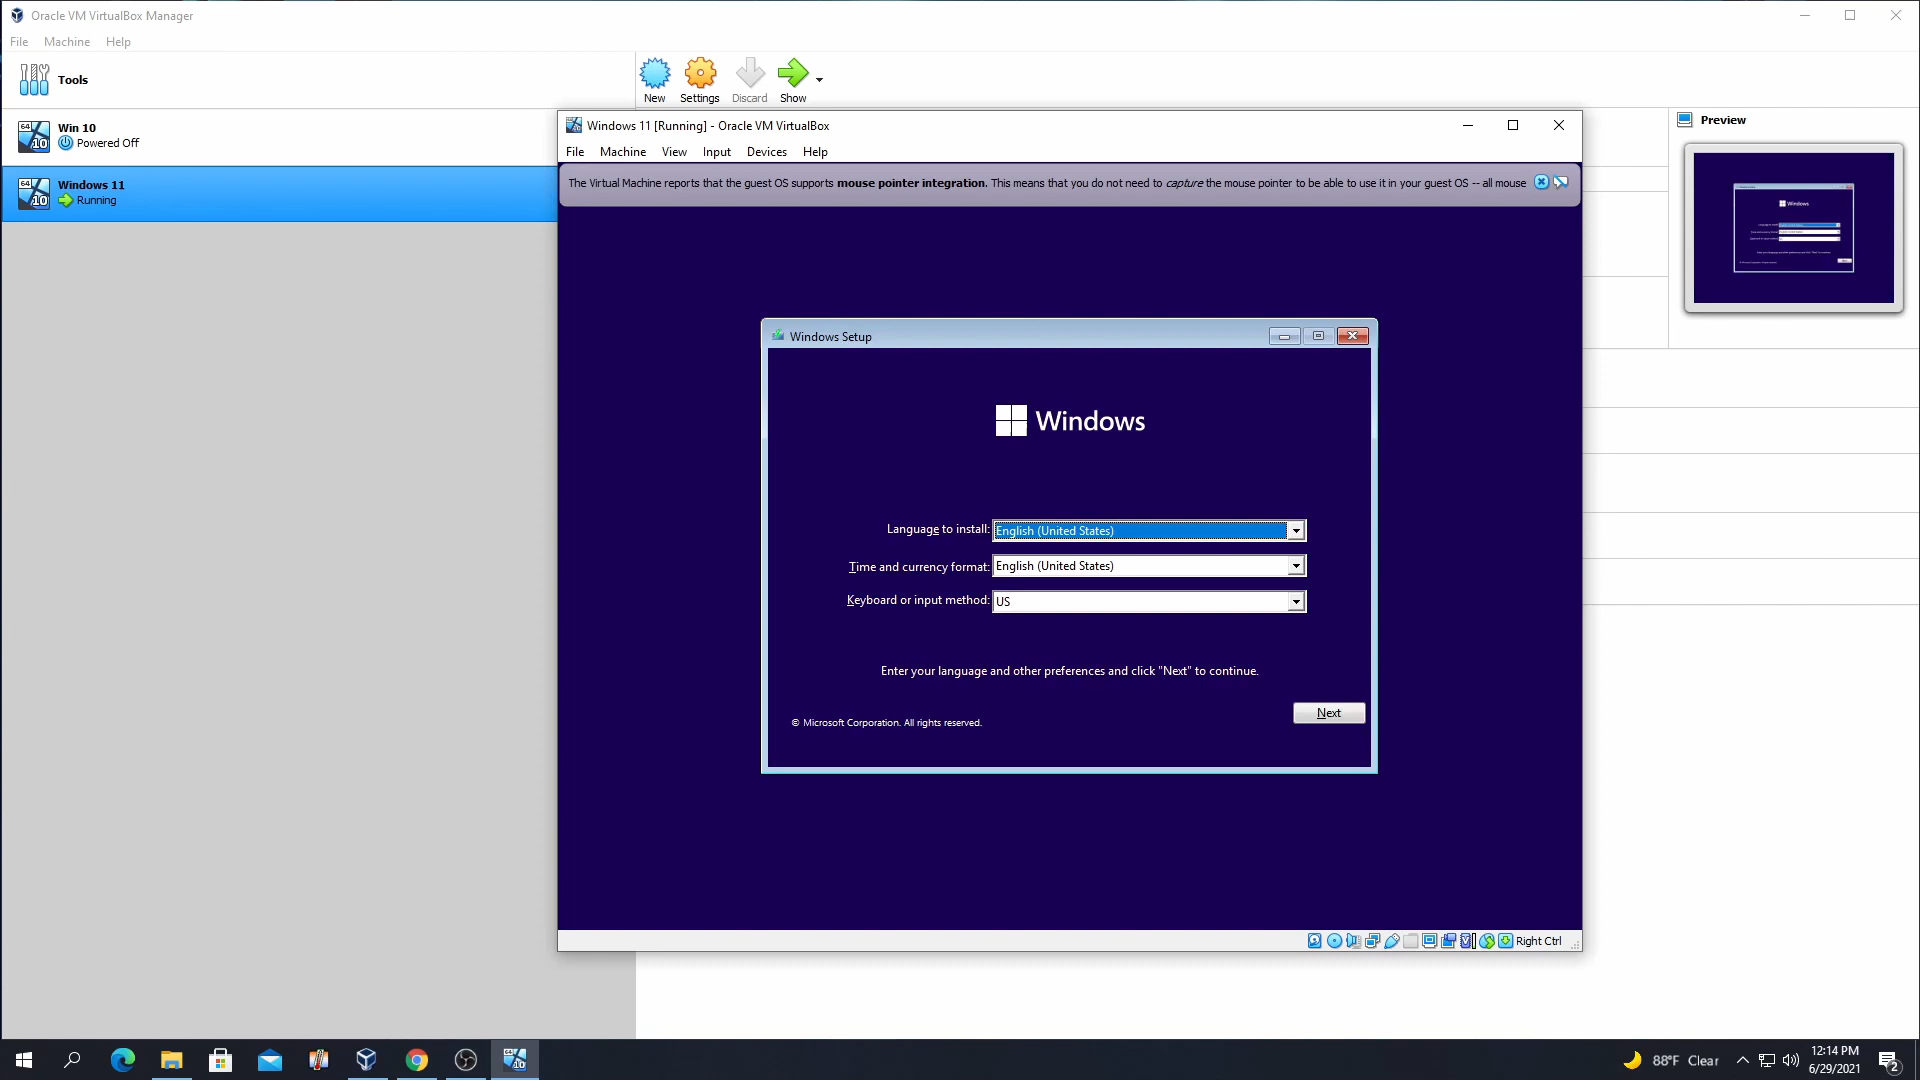 Oracle VM VirtualBox Manager
File Machine Help
Tools
New Settings Discard Show
Win 10
Powered Off
Windows 11
Running
Windows 11 [Running] - Oracle VM VirtualBox
File Machine View Input Devices Help
The Virtual Machine reports that the guest OS supports mouse pointer integration. This means that you do not need to capture the mouse pointer to be able to use it in your guest OS -- all mouse
Preview
Windows
Windows Setup
Windows
Language to install: English (United States)
Time and currency format: English (United States)
Keyboard or input method: US
Enter your language and other preferences and click "Next" to continue.
Next
© Microsoft Corporation. All rights reserved.
Right Ctrl
88°F Clear
12:14 PM
6/29/2021
2